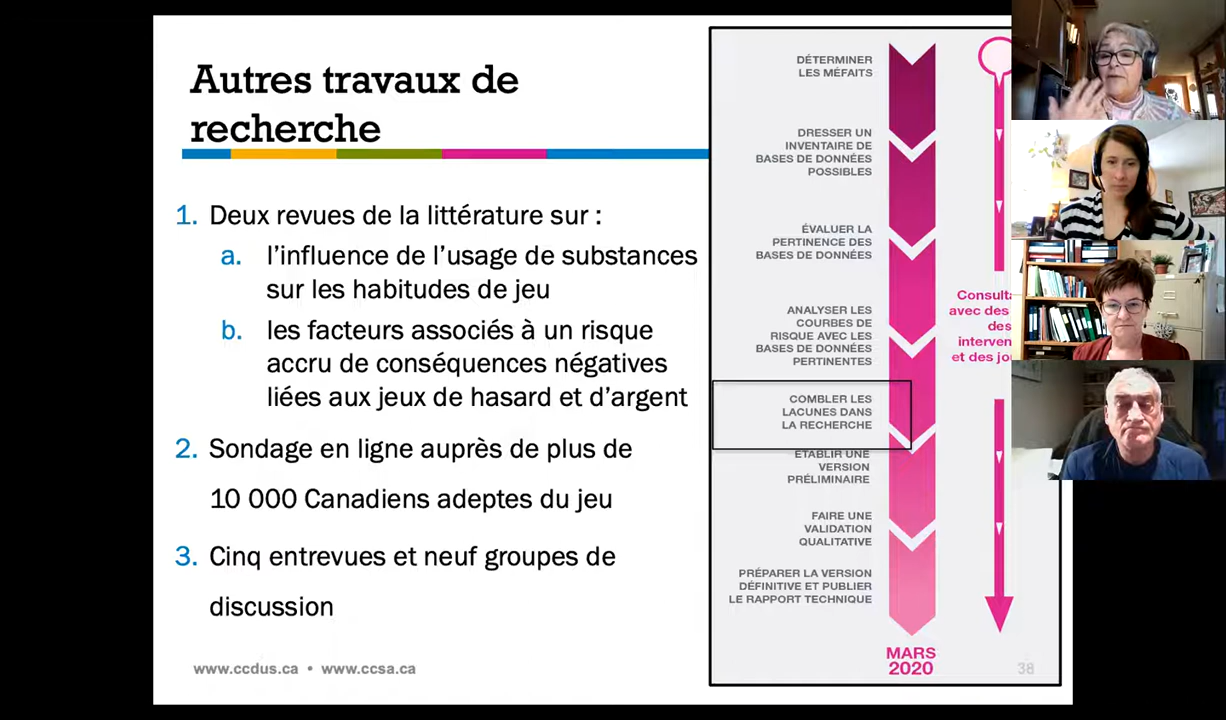 Autres travaux de
recherche
1. Deux revues de la littérature sur :
a. l’influence de l’usage de substances
sur les habitudes de jeu
b. les facteurs associés à un risque
accru de conséquences négatives
liées aux jeux de hasard et d’argent
2. Sondage en ligne auprès de plus de
10 000 Canadiens adeptes du jeu
3. Cinq entrevues et neuf groupes de
discussion
www.ccdus.ca • www.ccsa.ca
DÉTERMINER
LES MÉFAITS
DRESSER UN
INVENTAIRE DE
BASES DE DONNÉES
POSSIBLES
ÉVALUER LA
PERTINENCE DES
BASES DE DONNÉES
ANALYSER LES
COURBES DE
RISQUE AVEC LES
BASES DE DONNÉES
PERTINENTES
COMBLER LES
LACUNES DANS
LA RECHERCHE
ÉTABLIR UNE
VERSION
PRÉLIMINAIRE
FAIRE UNE
VALIDATION
QUALITATIVE
PRÉPARER LA VERSION
DÉFINITIVE ET PUBLIER
LE RAPPORT TECHNIQUE
MARS
2020
avec des
des
et des
38